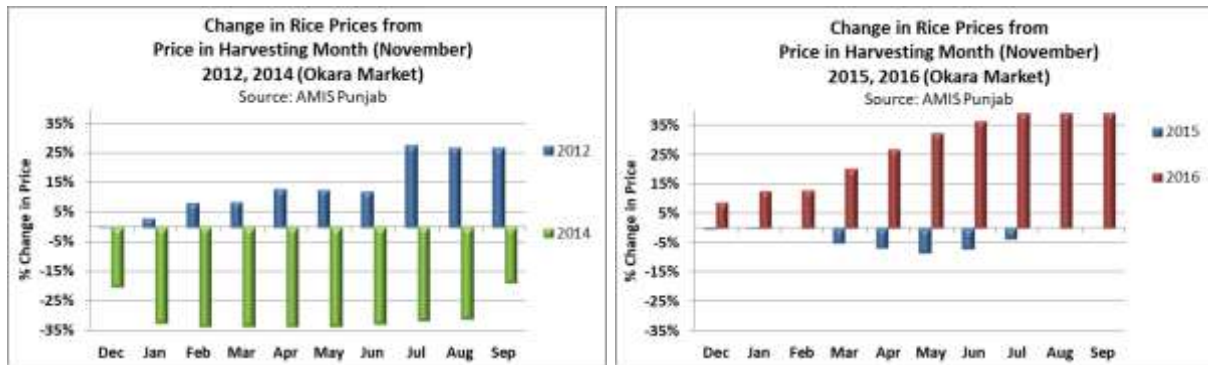 Change in Rice Prices from
Price in Harvesting Month (November)
2012, 2014 (Okara Market)
Source: AMIS Punjab
% Change in Price
35%
25%
15%
5%
-5%
-15%
-25%
-35%
Dec Jan Feb Mar Apr May Jun Jul Aug Sep
2012
2014
Change in Rice Prices from
Price in Harvesting Month (November)
2015, 2016 (Okara Market)
Source: AMIS Punjab
% Change in Price
35%
25%
15%
5%
-5%
-15%
-25%
-35%
Dec Jan Feb Mar Apr May Jun Jul Aug Sep
2015
2016